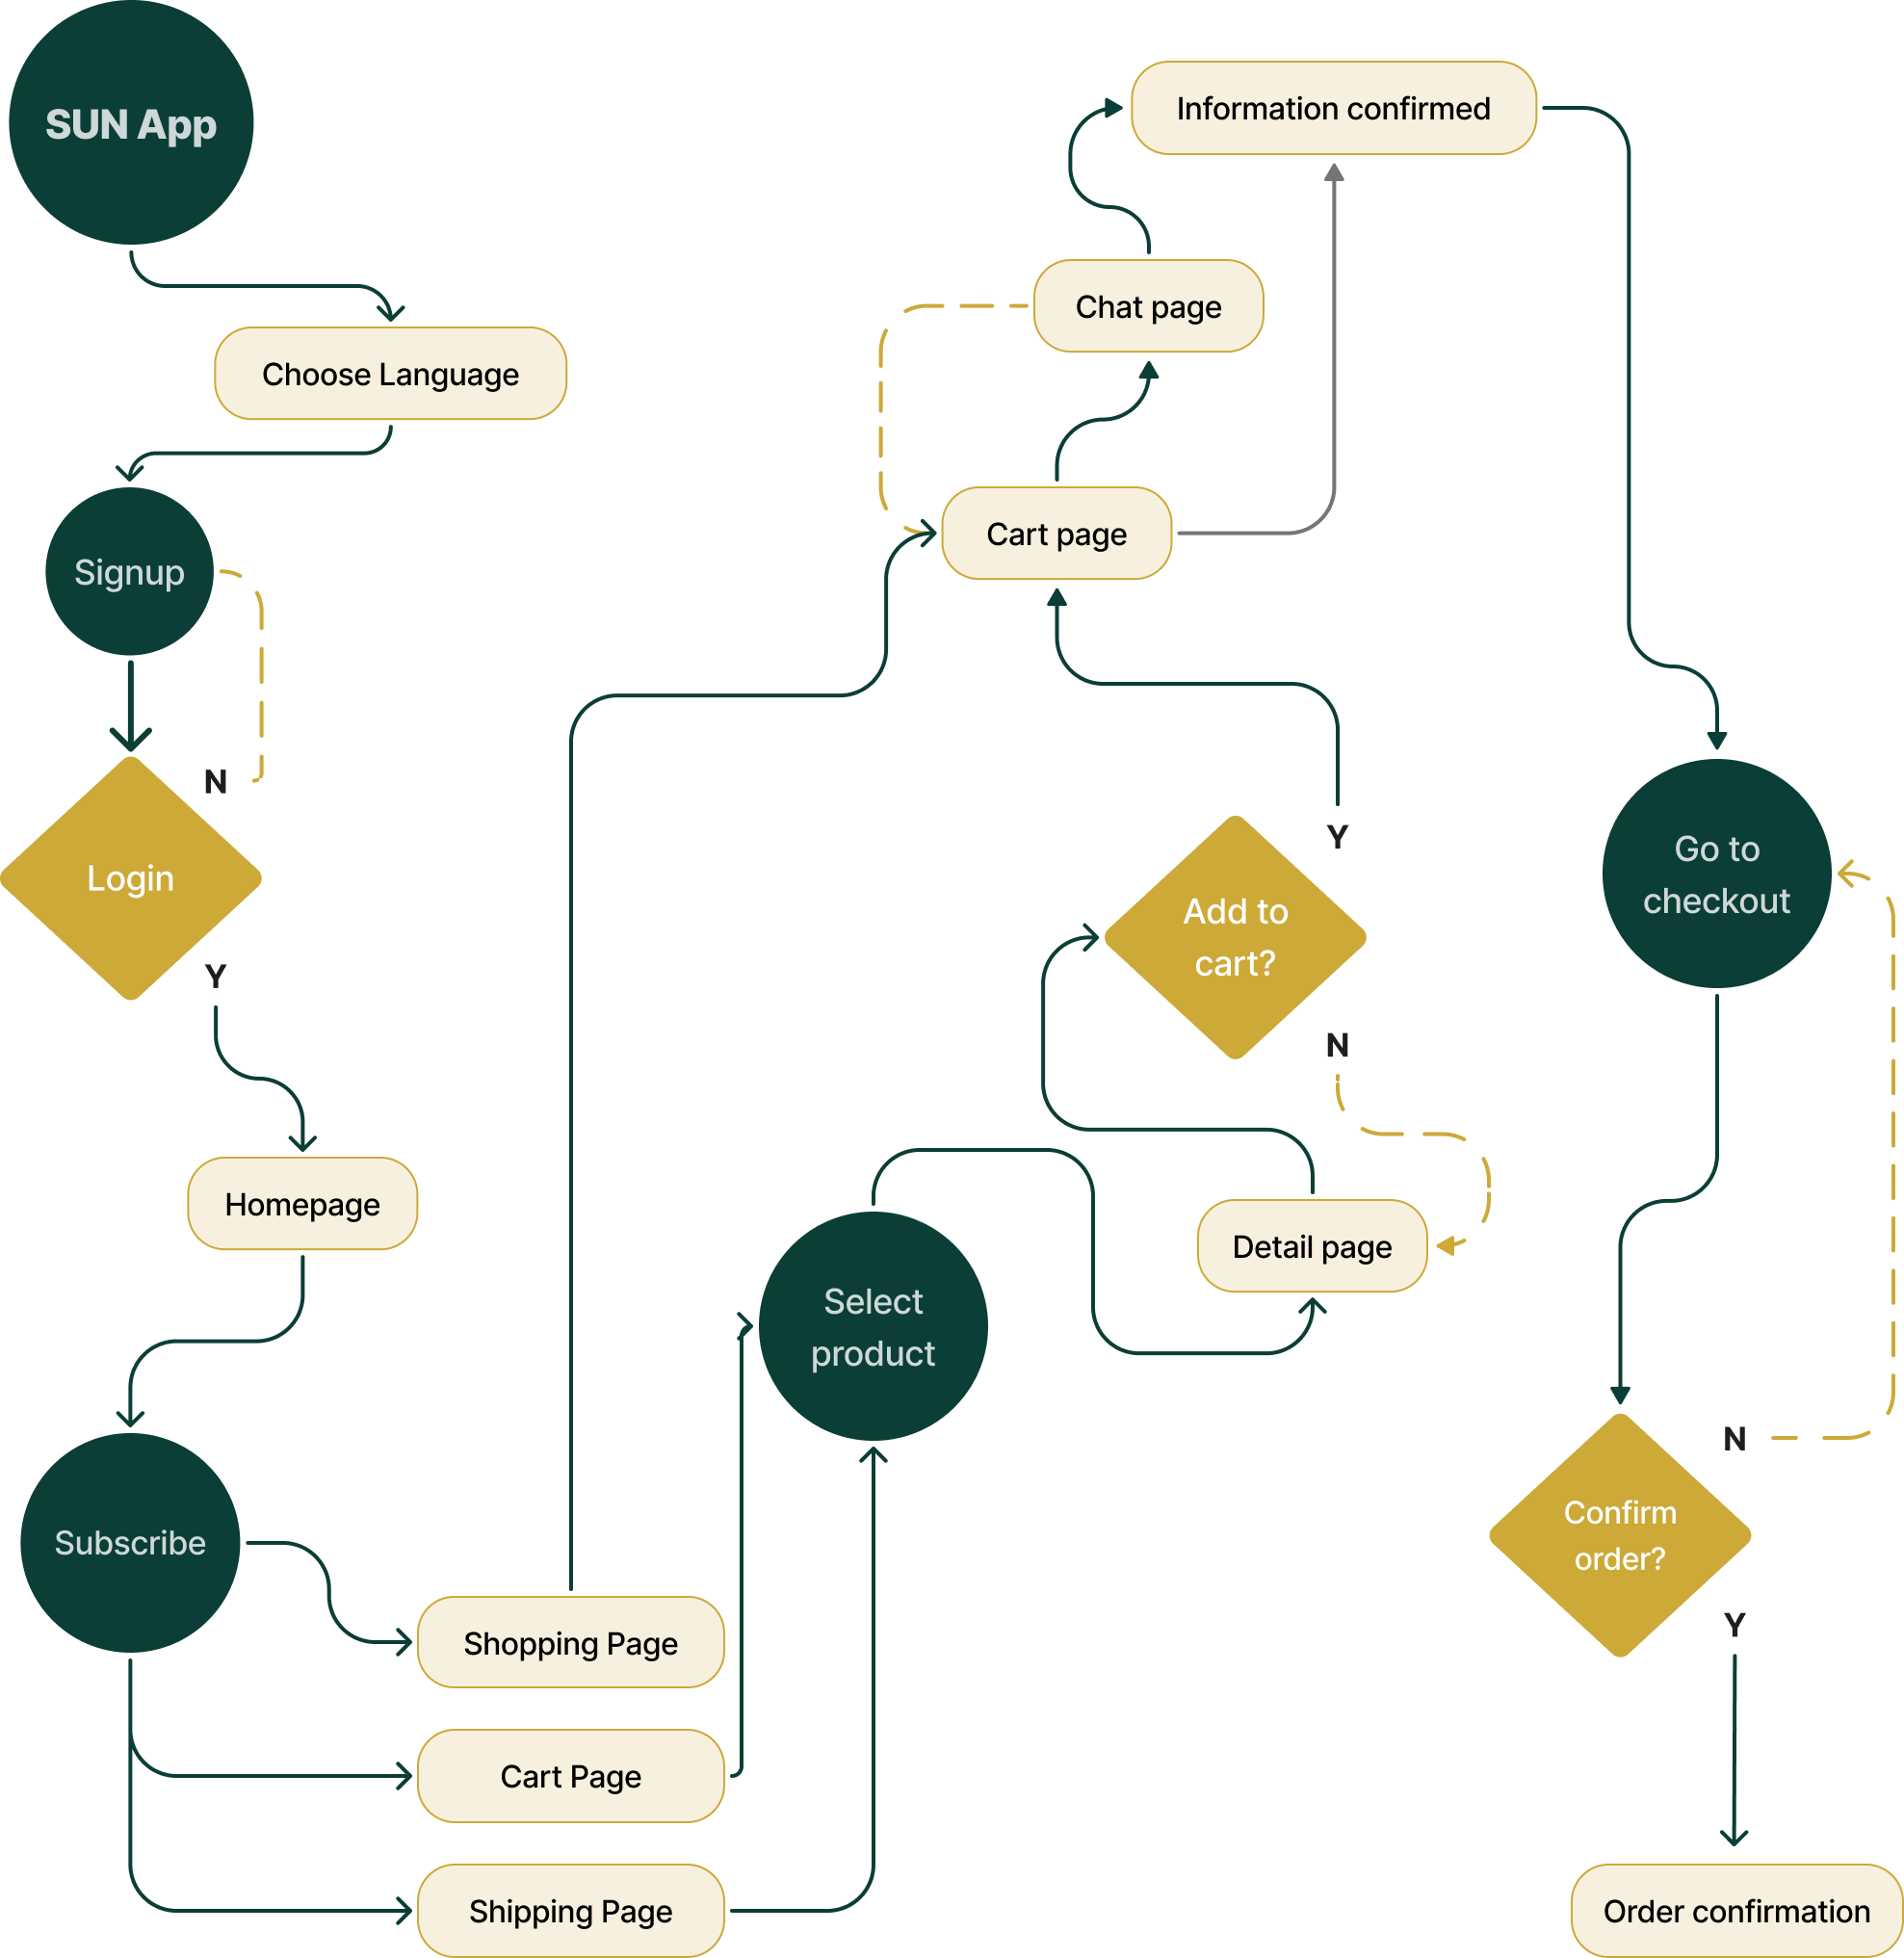 SUN App
Choose Language
Signup
N
Login
Y
Homepage
Subscribe
Shopping Page
Cart Page
Shipping Page
Select
product
Detail page
Add to
cart?
Y
N
Cart page
Chat page
Information confirmed
Go to
checkout
Confirm
order?
N
Y
Order confirmation